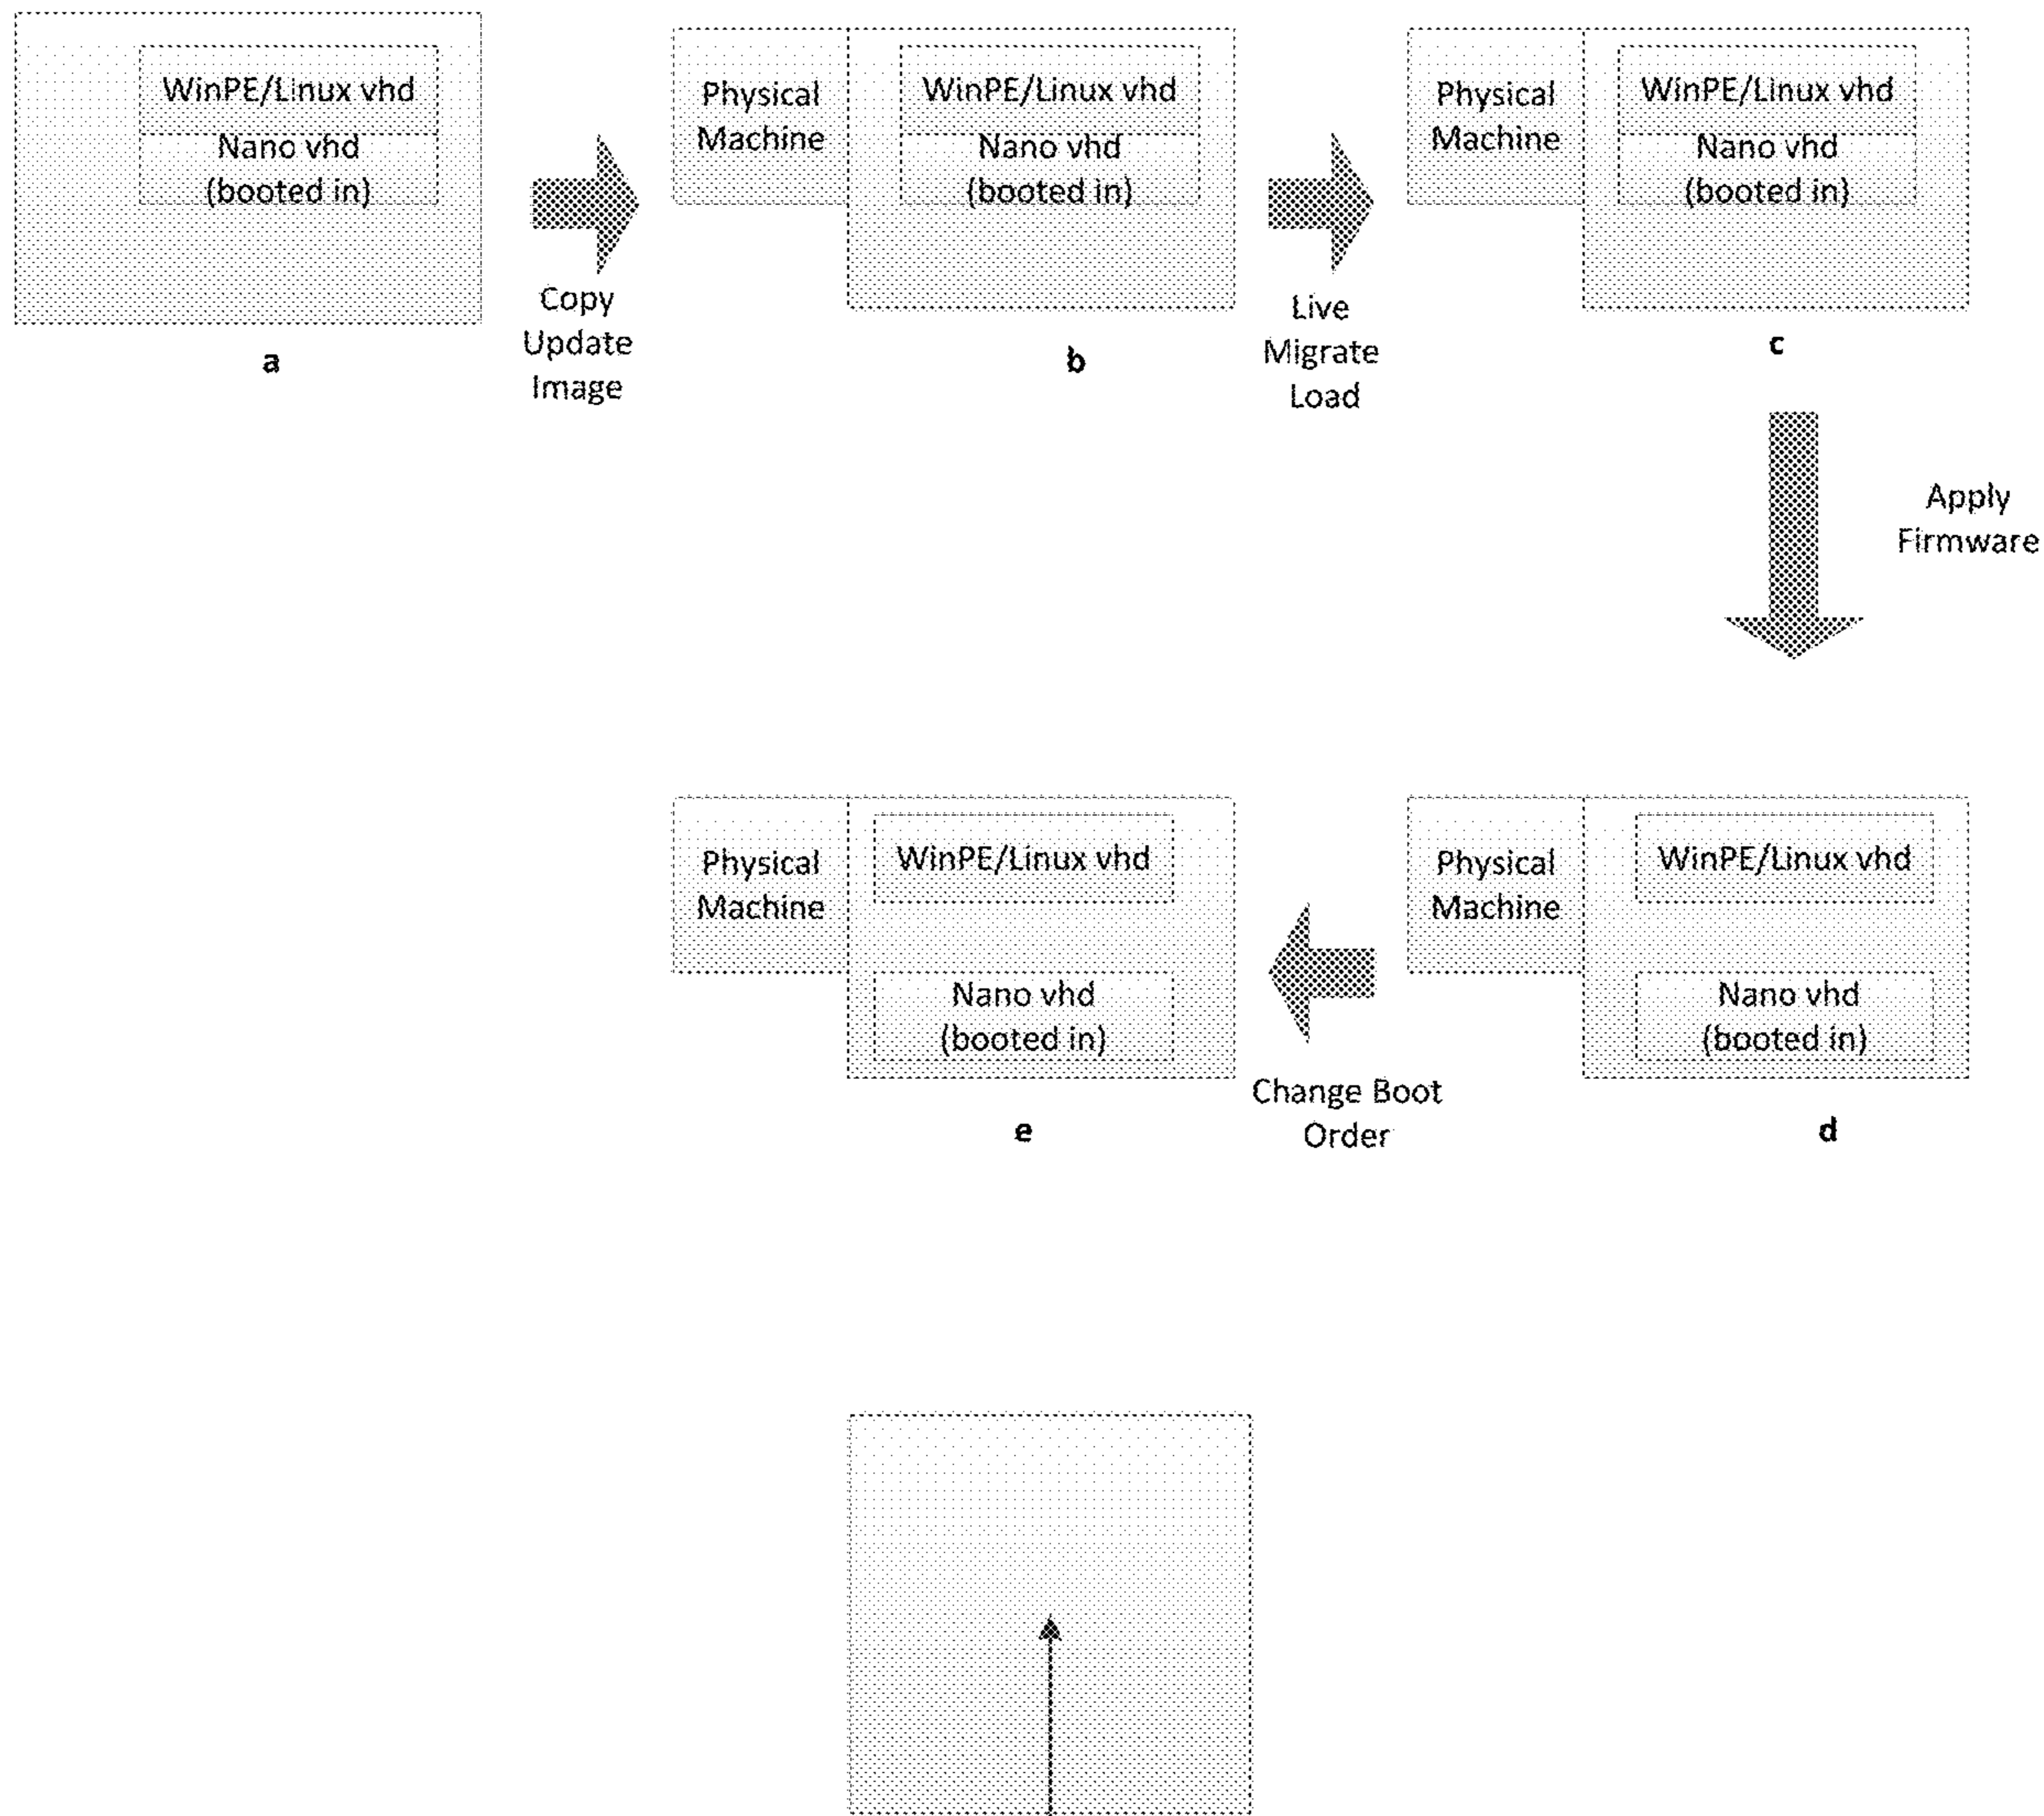 WinPE/Linux vhd
Nano vhd
(booted in)
a
Copy
Update
Image
Physical
Machine
WinPE/Linux vhd
Nano vhd
(booted in)
b
Live
Migrate
Load
Physical
Machine
WinPE/Linux vhd
Nano vhd
(booted in)
c
Apply
Firmware
Physical
Machine
WinPE/Linux vhd
Nano vhd
(booted in)
e
Change Boot
Order
Physical
Machine
WinPE/Linux vhd
Nano vhd
(booted in)
d